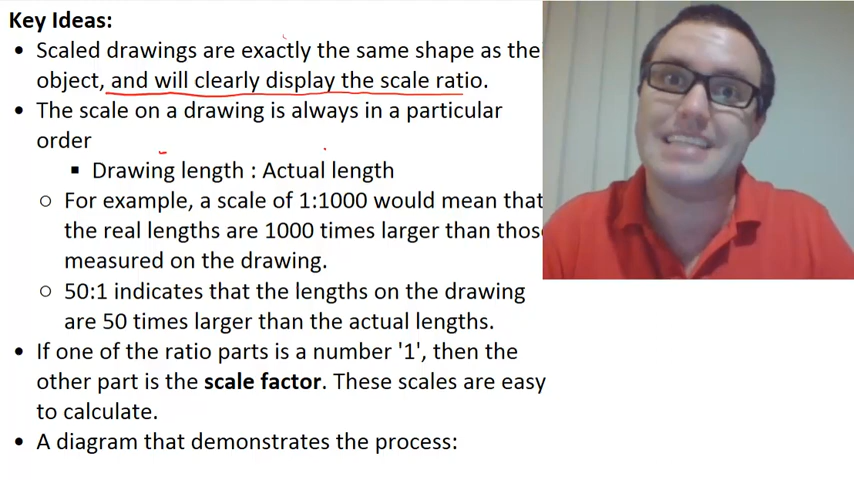 Key Ideas:
• Scaled drawings are exactly the same shape as the
object, and will clearly display the scale ratio.
• The scale on a drawing is always in a particular
order
▪ Drawing length : Actual length
○ For example, a scale of 1:1000 would mean that
the real lengths are 1000 times larger than thos
measured on the drawing.
○ 50:1 indicates that the lengths on the drawing
are 50 times larger than the actual lengths.
• If one of the ratio parts is a number '1', then the
other part is the scale factor. These scales are easy
to calculate.
• A diagram that demonstrates the process: